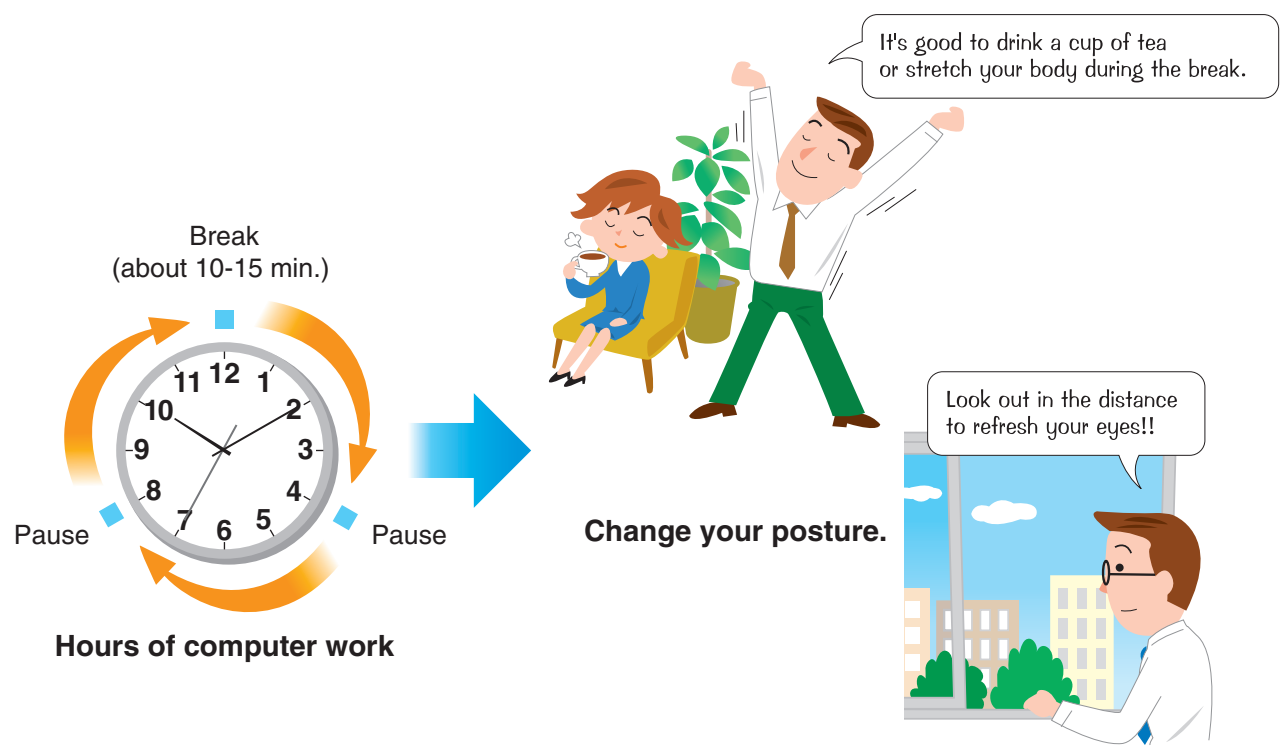 It's good to drink a cup of tea
or stretch your body during the break.
Break
(about 10-15 min.)
12
1
2
3
4
5
6
7
8
9
10
11
Pause
Pause
Hours of computer work
Change your posture.
Look out in the distance
to refresh your eyes!!